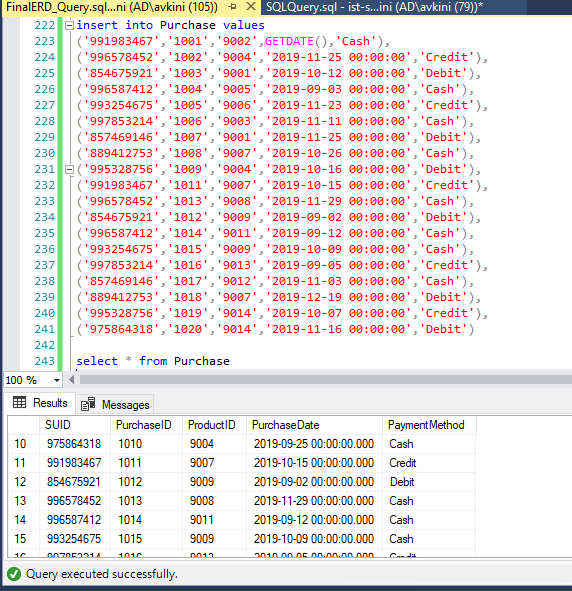 FinalERD_Query.sql...ni (AD\avkini (105))* SQLQuery.sql - ist-s....ini (AD\avkini (79))*
222 insert into Purchase values
223 ('991983467','1001','9002',GETDATE(),'Cash'),
224 ('996578452','1002','9004','2019-11-25 00:00:00','Credit'),
225 ('854675921','1003','9001','2019-10-12 00:00:00','Debit'),
226 ('996587412','1004','9005','2019-09-03 00:00:00','Cash'),
227 ('993254675','1005','9006','2019-11-23 00:00:00','Credit'),
228 ('997853214','1006','9003','2019-11-11 00:00:00','Cash'),
229 ('857469146','1007','9001','2019-11-25 00:00:00','Debit'),
230 ('889412753','1008','9007','2019-10-26 00:00:00','Cash'),
231 ('995328756','1009','9004','2019-10-16 00:00:00','Debit'),
232 ('991983467','1011','9007','2019-10-15 00:00:00','Credit'),
233 ('996578452','1013','9008','2019-11-29 00:00:00','Cash'),
234 ('854675921','1012','9009','2019-09-02 00:00:00','Debit'),
235 ('996587412','1014','9011','2019-09-12 00:00:00','Cash'),
236 ('993254675','1015','9009','2019-10-09 00:00:00','Cash'),
237 ('997853214','1016','9013','2019-09-05 00:00:00','Credit'),
238 ('857469146','1017','9012','2019-11-03 00:00:00','Cash'),
239 ('889412753','1018','9007','2019-12-19 00:00:00','Debit'),
240 ('995328756','1019','9014','2019-10-07 00:00:00','Credit'),
241 ('975864318','1020','9014','2019-11-16 00:00:00','Debit')
242
243 select * from Purchase
100 %
Results Messages
SUID PurchaseID ProductID PurchaseDate PaymentMethod
10 975864318 1010 9004 2019-09-25 00:00:00.000 Cash
11 991983467 1011 9007 2019-10-15 00:00:00.000 Credit
12 854675921 1012 9009 2019-09-02 00:00:00.000 Debit
13 996578452 1013 9008 2019-11-29 00:00:00.000 Cash
14 996587412 1014 9011 2019-09-12 00:00:00.000 Cash
15 993254675 1015 9009 2019-10-09 00:00:00.000 Cash
16 997853214 1016 9013 2019-09-05 00:00:00.000 Credit
Query executed successfully.